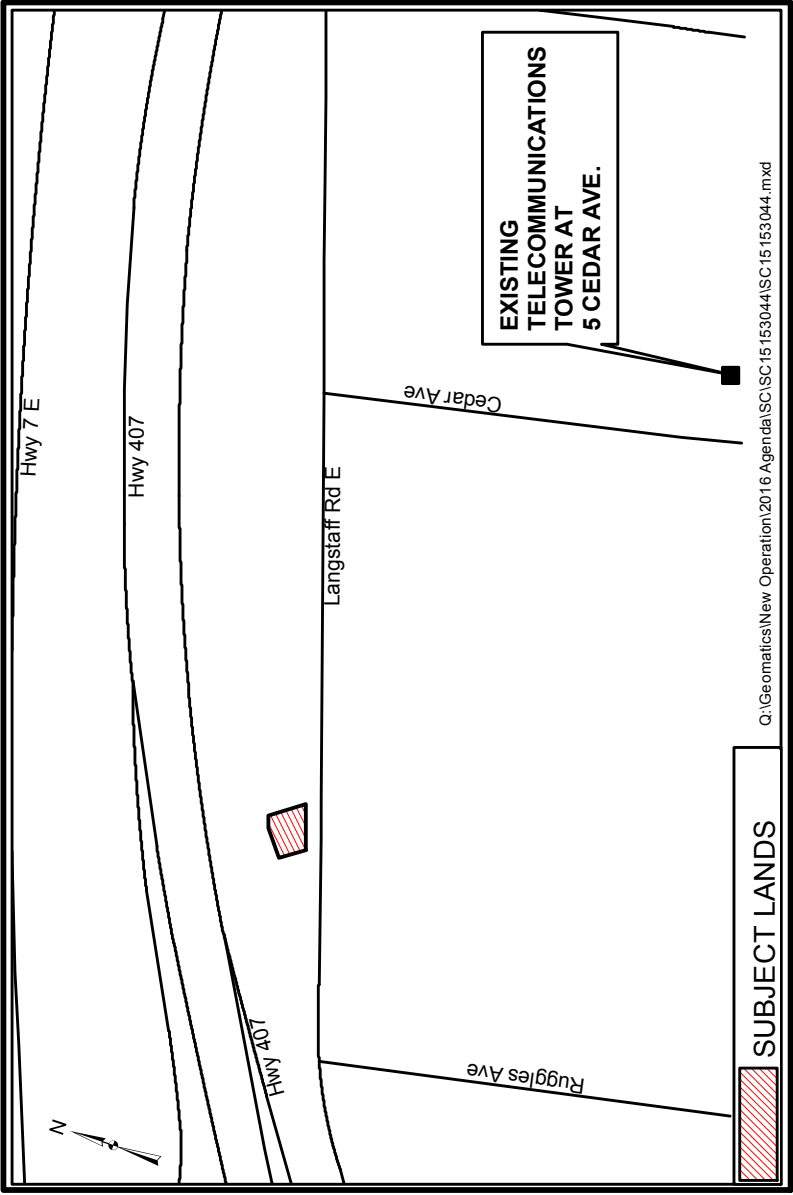 Hwy 7 E
Hwy 407
Langstaff Rd E
Hwy 407
Cedar Ave
Ruggles Ave
EXISTING
TELECOMMUNICATIONS
TOWER AT
5 CEDAR AVE.
N
SUBJECT LANDS
Q:\Geomatics\New Operation\2016 Agenda\SC\SC15153044\SC15153044.mxd